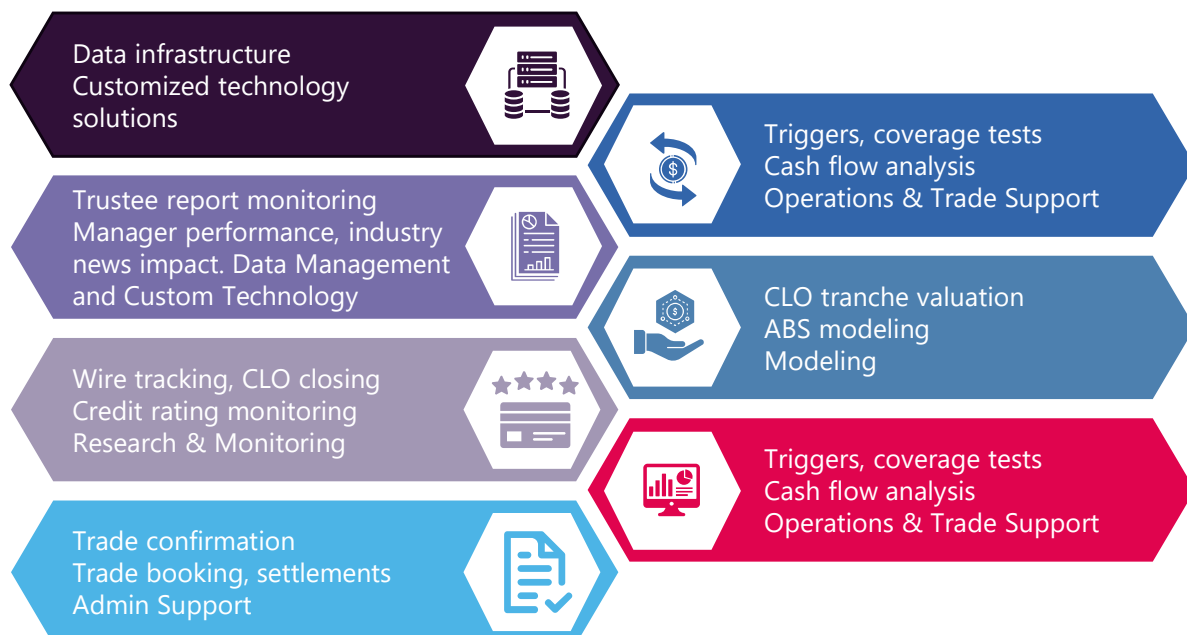 Data infrastructure
Customized technology
solutions
Triggers, coverage tests
Cash flow analysis
Operations & Trade Support
Trustee report monitoring
Manager performance, industry
news impact. Data Management
and Custom Technology
CLO tranche valuation
ABS modeling
Modeling
Wire tracking, CLO closing
Credit rating monitoring
Research & Monitoring
Triggers, coverage tests
Cash flow analysis
Operations & Trade Support
Trade confirmation
Trade booking, settlements
Admin Support